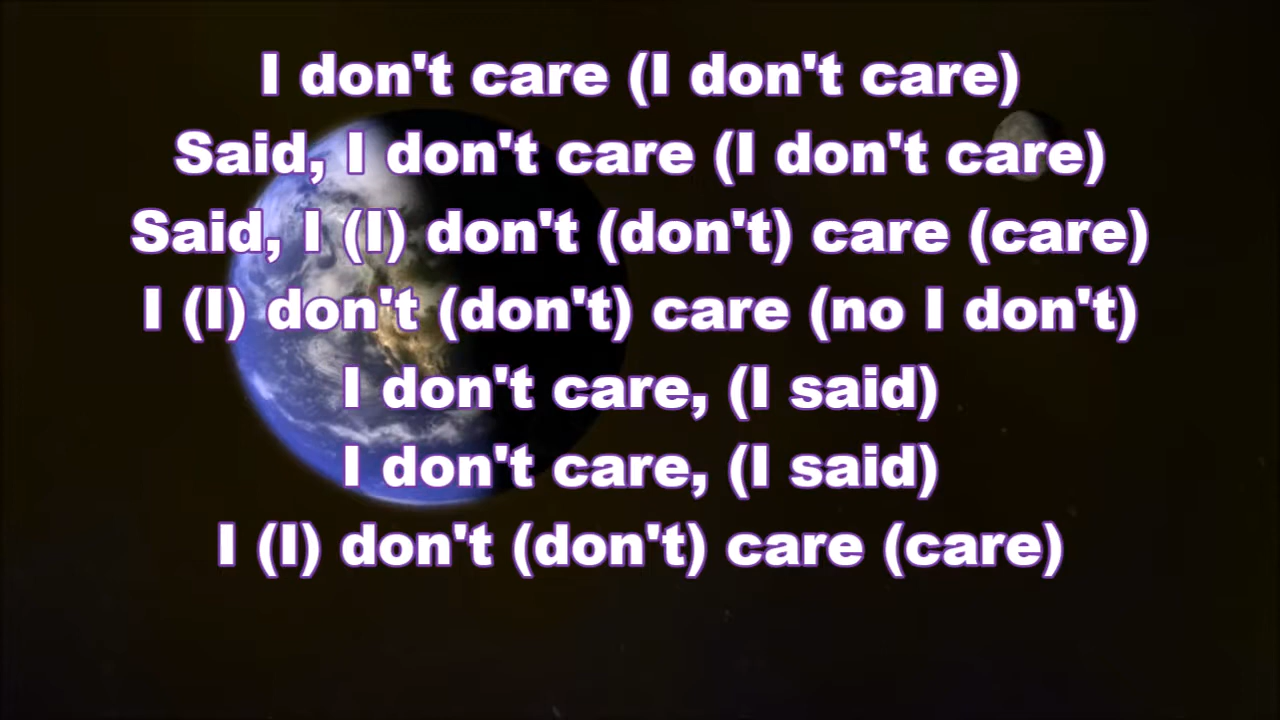 I don't care (I don't care)
Said, I don't care (I don't care)
Said, I (I) don't (don't) care (care)
I (I) don't (don't) care (no I don't)
I don't care, (I said)
I don't care, (I said)
I (I) don't (don't) care (care)